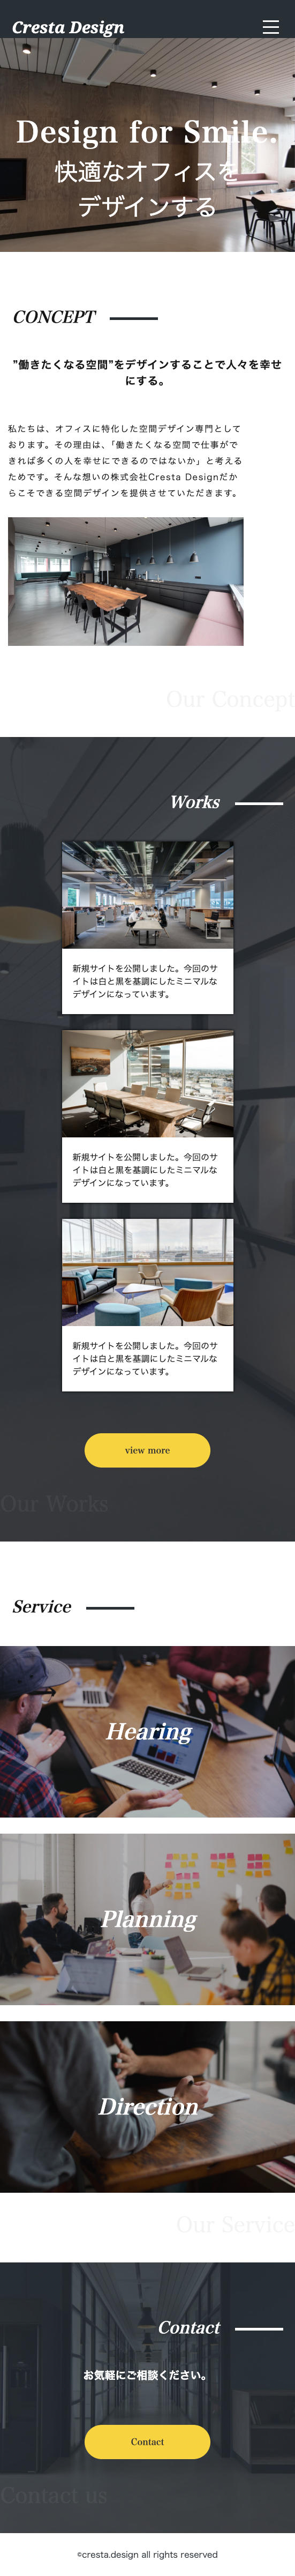 Cresta Design
Design for Smile.
快適なオフィスを
デザインする
CONCEPT
"働きたくなる空間"をデザインすることで人々を幸せ
にする。
私たちは、オフィスに特化した空間デザイン専門として
おります。その理由は、「働きたくなる空間で仕事がで
きれば多くの人を幸せにできるのではないか」と考える
ためです。そんな想いの株式会社Cresta Designだか
らこそできる空間デザインを提供させていただきます。
Our Concept
Works
新規サイトを公開しました。今回のサ
イトは白と黒を基調にしたミニマルな
デザインになっています。
新規サイトを公開しました。今回のサ
イトは白と黒を基調にしたミニマルな
デザインになっています。
新規サイトを公開しました。今回のサ
イトは白と黒を基調にしたミニマルな
デザインになっています。
view more
Our Works
Service
Hearing
Planning
Direction
Our Service
Contact
お気軽にご相談ください。
Contact
Contact us
©cresta.design all rights reserved